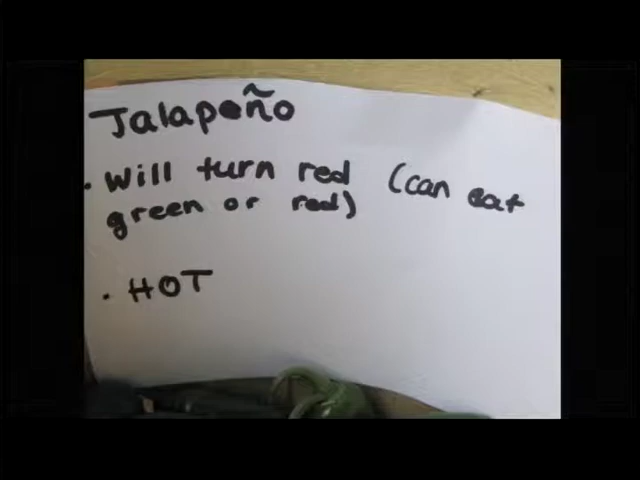 Jalapeño
• Will turn red (can eat
green or red)
• HOT